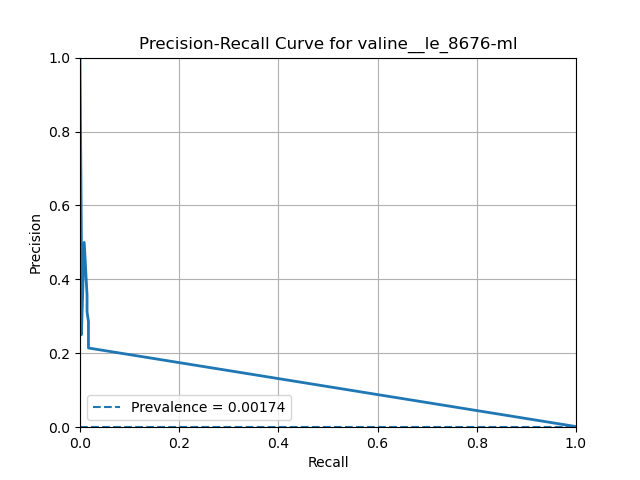 Precision-Recall Curve for valine__le_8676-ml
1.0
0.8
0.6
0.4
0.2
0.0
Precision
Prevalence = 0.00174
0.0 0.2 0.4 0.6 0.8 1.0
Recall